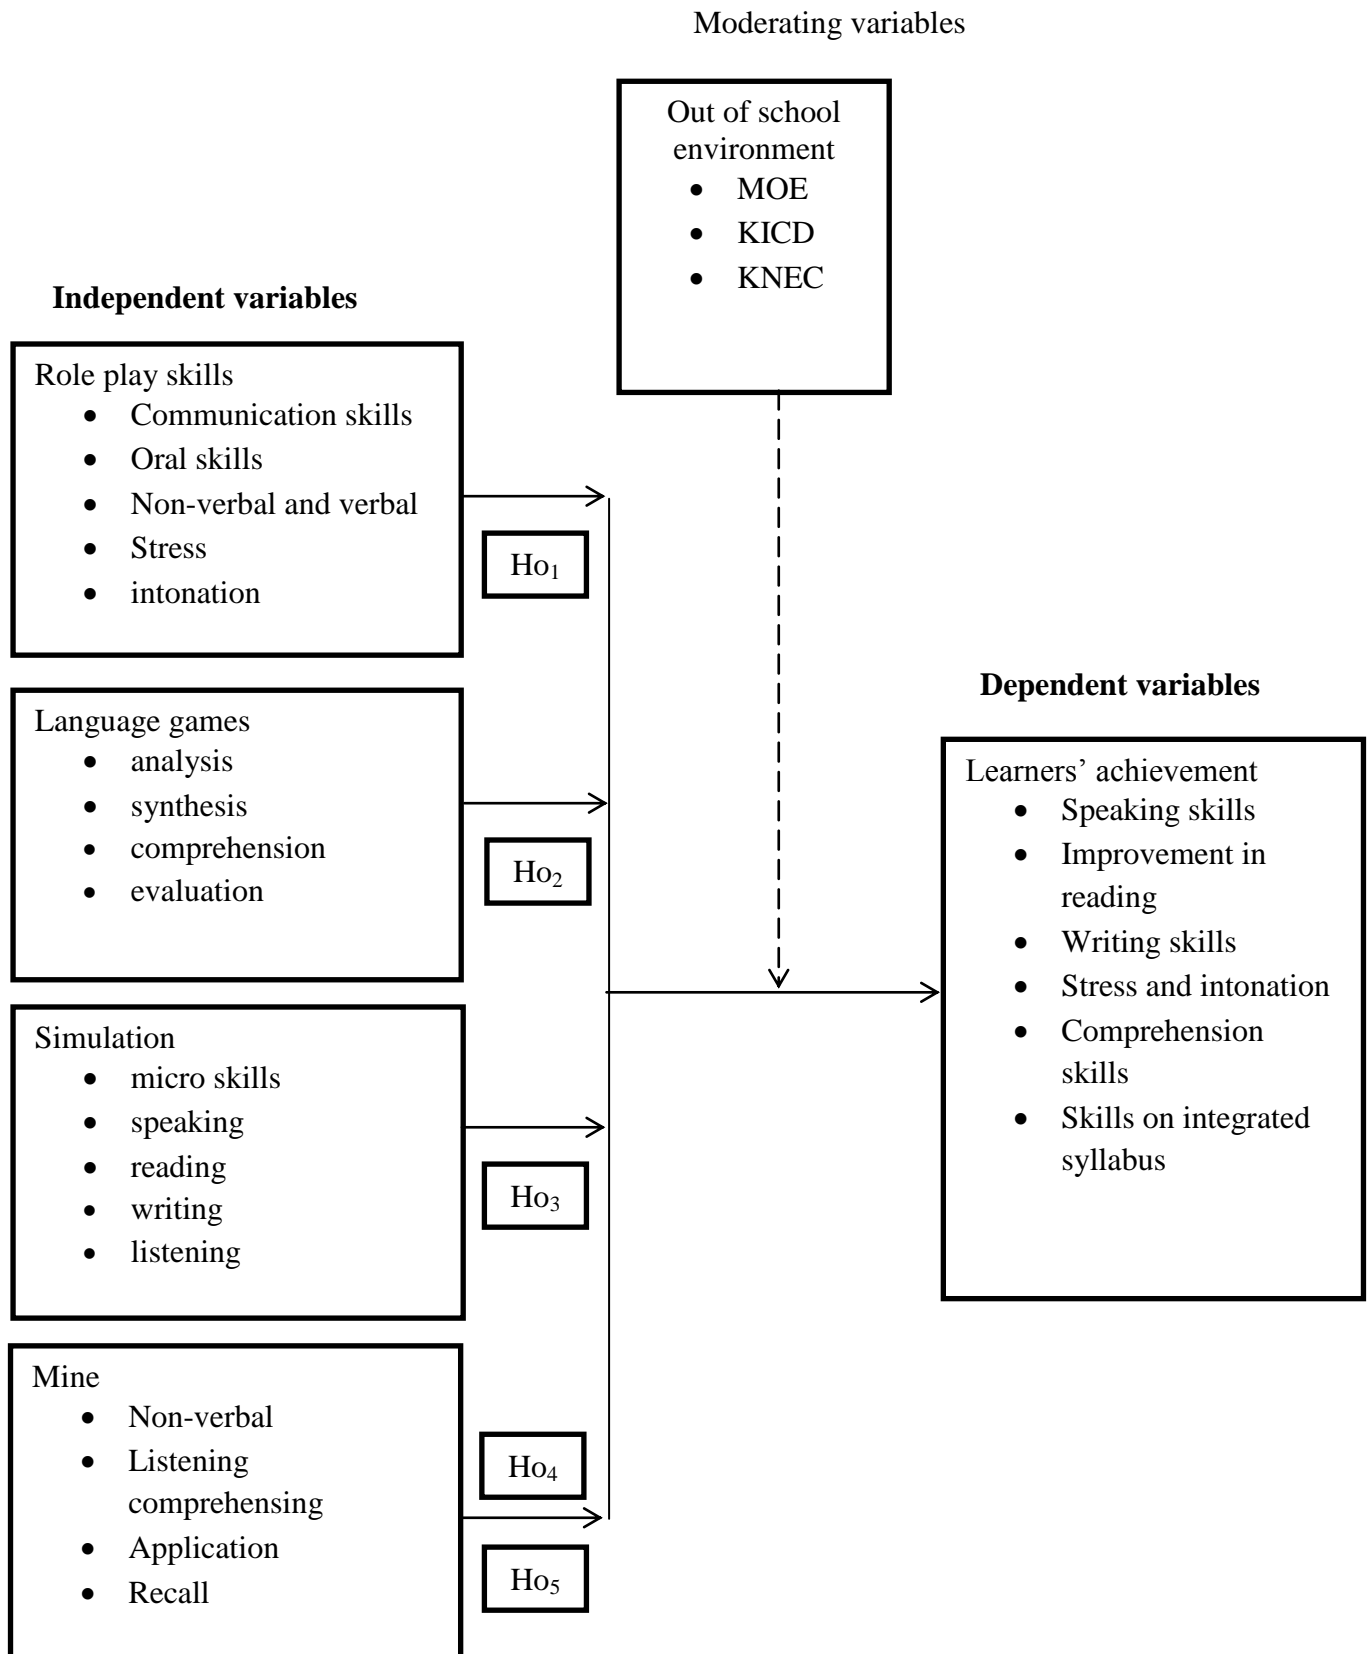 Moderating variables
Out of school
environment
• MOE
• KICD
• KNEC
Independent variables
Role play skills
• Communication skills
• Oral skills
• Non-verbal and verbal
• Stress
• intonation
Ho₁
Language games
• analysis
• synthesis
• comprehension
• evaluation
Ho₂
Simulation
• micro skills
• speaking
• reading
• writing
• listening
Ho₃
Mine
• Non-verbal
• Listening
comprehensing
• Application
• Recall
Ho₄
Ho₅
Dependent variables
Learners’ achievement
• Speaking skills
• Improvement in
reading
• Writing skills
• Stress and intonation
• Comprehension
skills
• Skills on integrated
syllabus